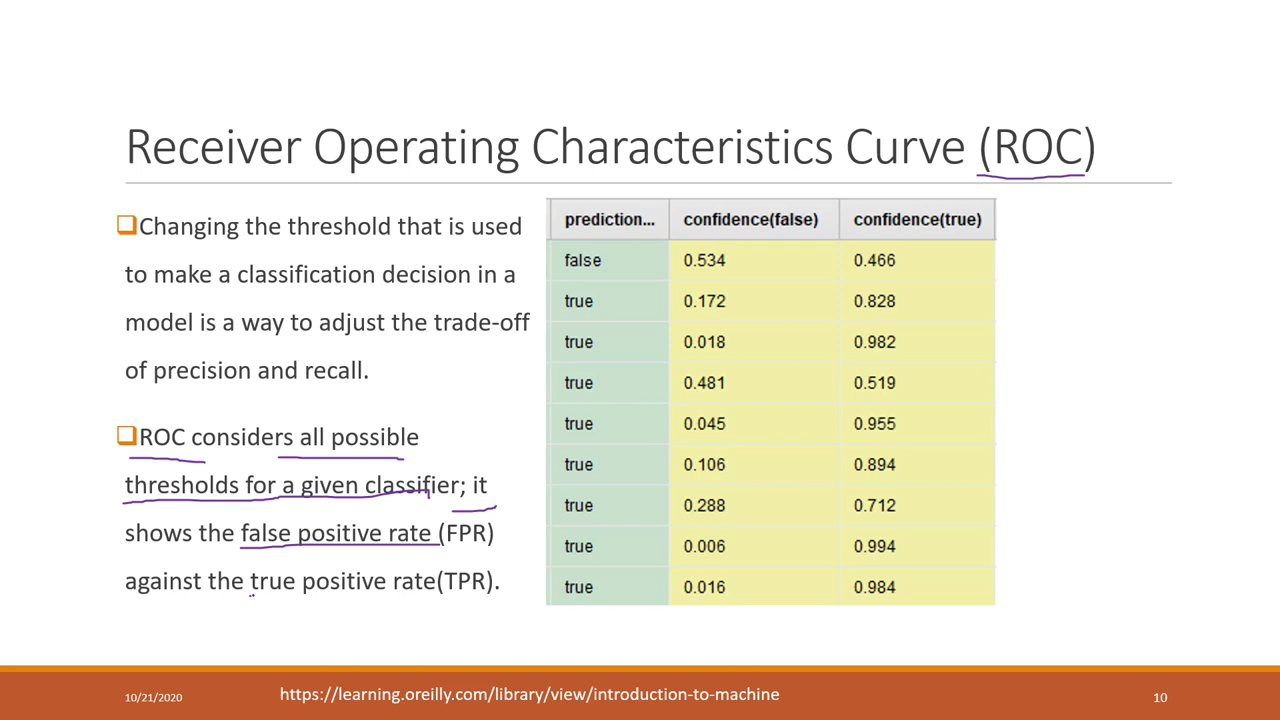 Receiver Operating Characteristics Curve (ROC)
Changing the threshold that is used
to make a classification decision in a
model is a way to adjust the trade-off
of precision and recall.
ROC considers all possible
thresholds for a given classifier; it
shows the false positive rate (FPR)
against the true positive rate(TPR).
prediction... confidence(false) confidence(true)
false 0.534 0.466
true 0.172 0.828
true 0.018 0.982
true 0.481 0.519
true 0.045 0.955
true 0.106 0.894
true 0.288 0.712
true 0.006 0.994
true 0.016 0.984
10/21/2020 https://learning.oreilly.com/library/view/introduction-to-machine 10